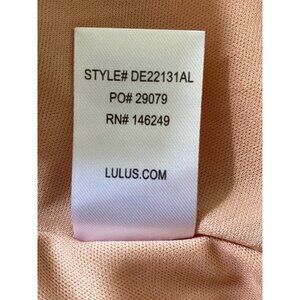 STYLE# DE22131AL
PO# 29079
RN# 146249
LULUS.COM